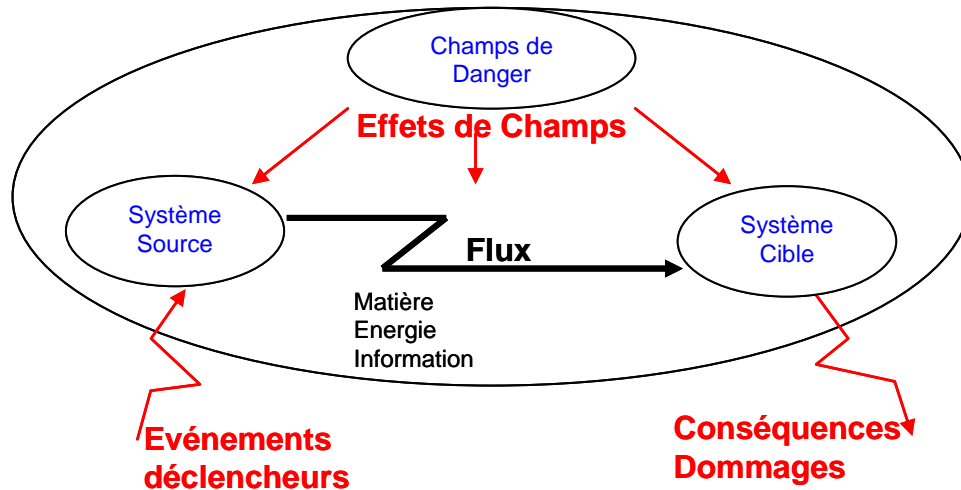 Champs de
Danger
Effets de Champs
Système
Source
Flux
Système
Cible
Matière
Energie
Information
Evénements
déclencheurs
Conséquences
Dommages